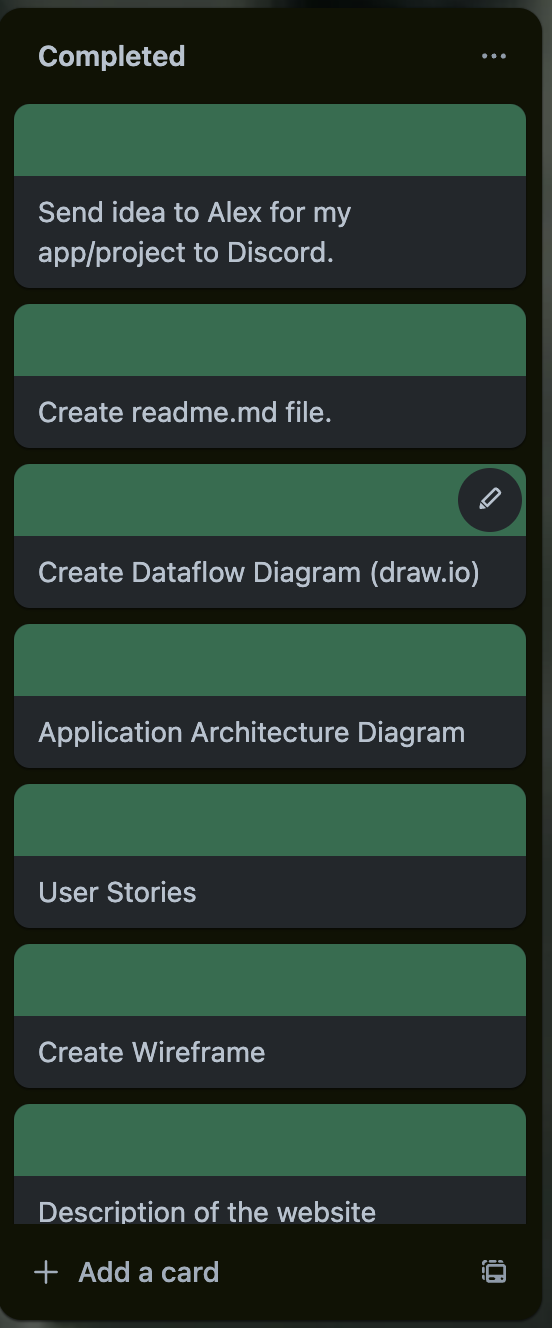 Completed
Send idea to Alex for my
app/project to Discord.
Create readme.md file.
Create Dataflow Diagram (draw.io)
Application Architecture Diagram
User Stories
Create Wireframe
Description of the website
Add a card